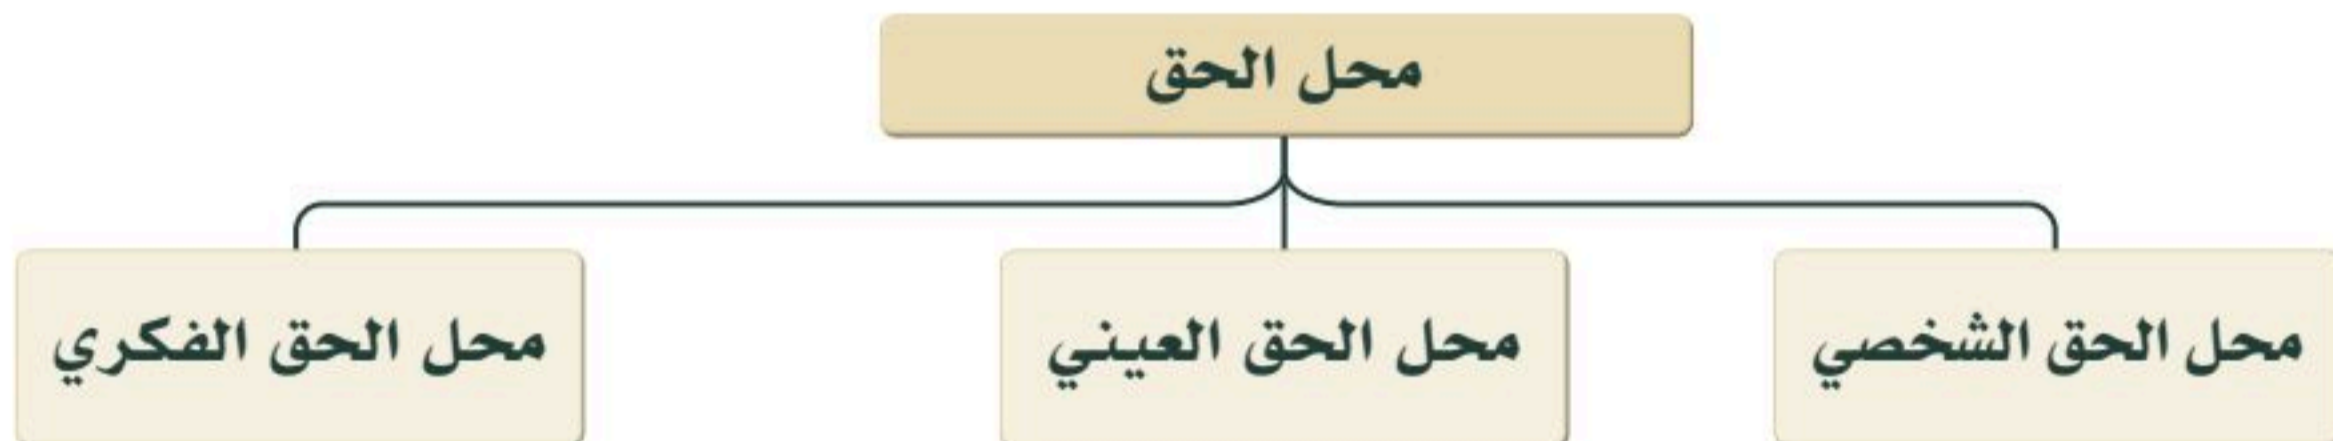 محل الحق
محل الحق الشخصي
محل الحق العيني
محل الحق الفكري